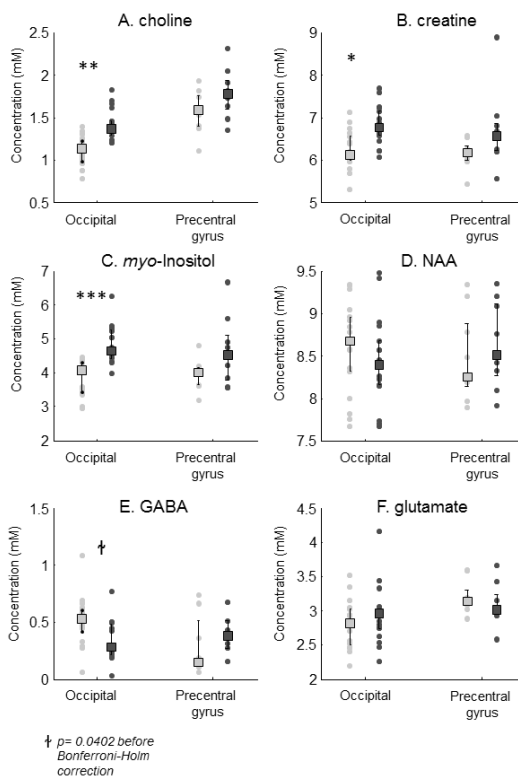 A. choline
Concentration (mM)
2.5
2
1.5
1
0.5
**
Occipital
Precentral
gyrus
B. creatine
Concentration (mM)
9
8
7
6
5
*
Occipital
Precentral
gyrus
C. myo-Inositol
Concentration (mM)
6
5
4
3
2
***
Occipital
Precentral
gyrus
D. NAA
Concentration (mM)
9.5
9
8.5
8
7.5
Occipital
Precentral
gyrus
E. GABA
Concentration (mM)
1.5
1
0.5
0
ɫ
Occipital
Precentral
gyrus
F. glutamate
Concentration (mM)
4.5
4
3.5
3
2.5
2
Occipital
Precentral
gyrus
ɫ p= 0.0402 before
Bonferroni-Holm
correction